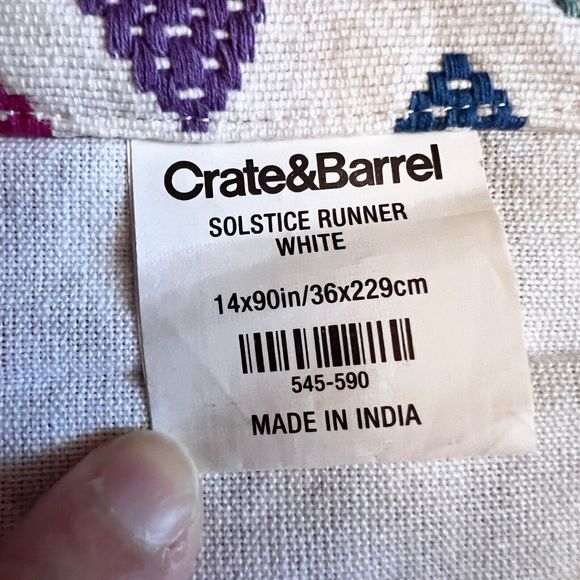 Crate&Barrel
SOLSTICE RUNNER
WHITE
14x90in/36x229cm
545-590
MADE IN INDIA